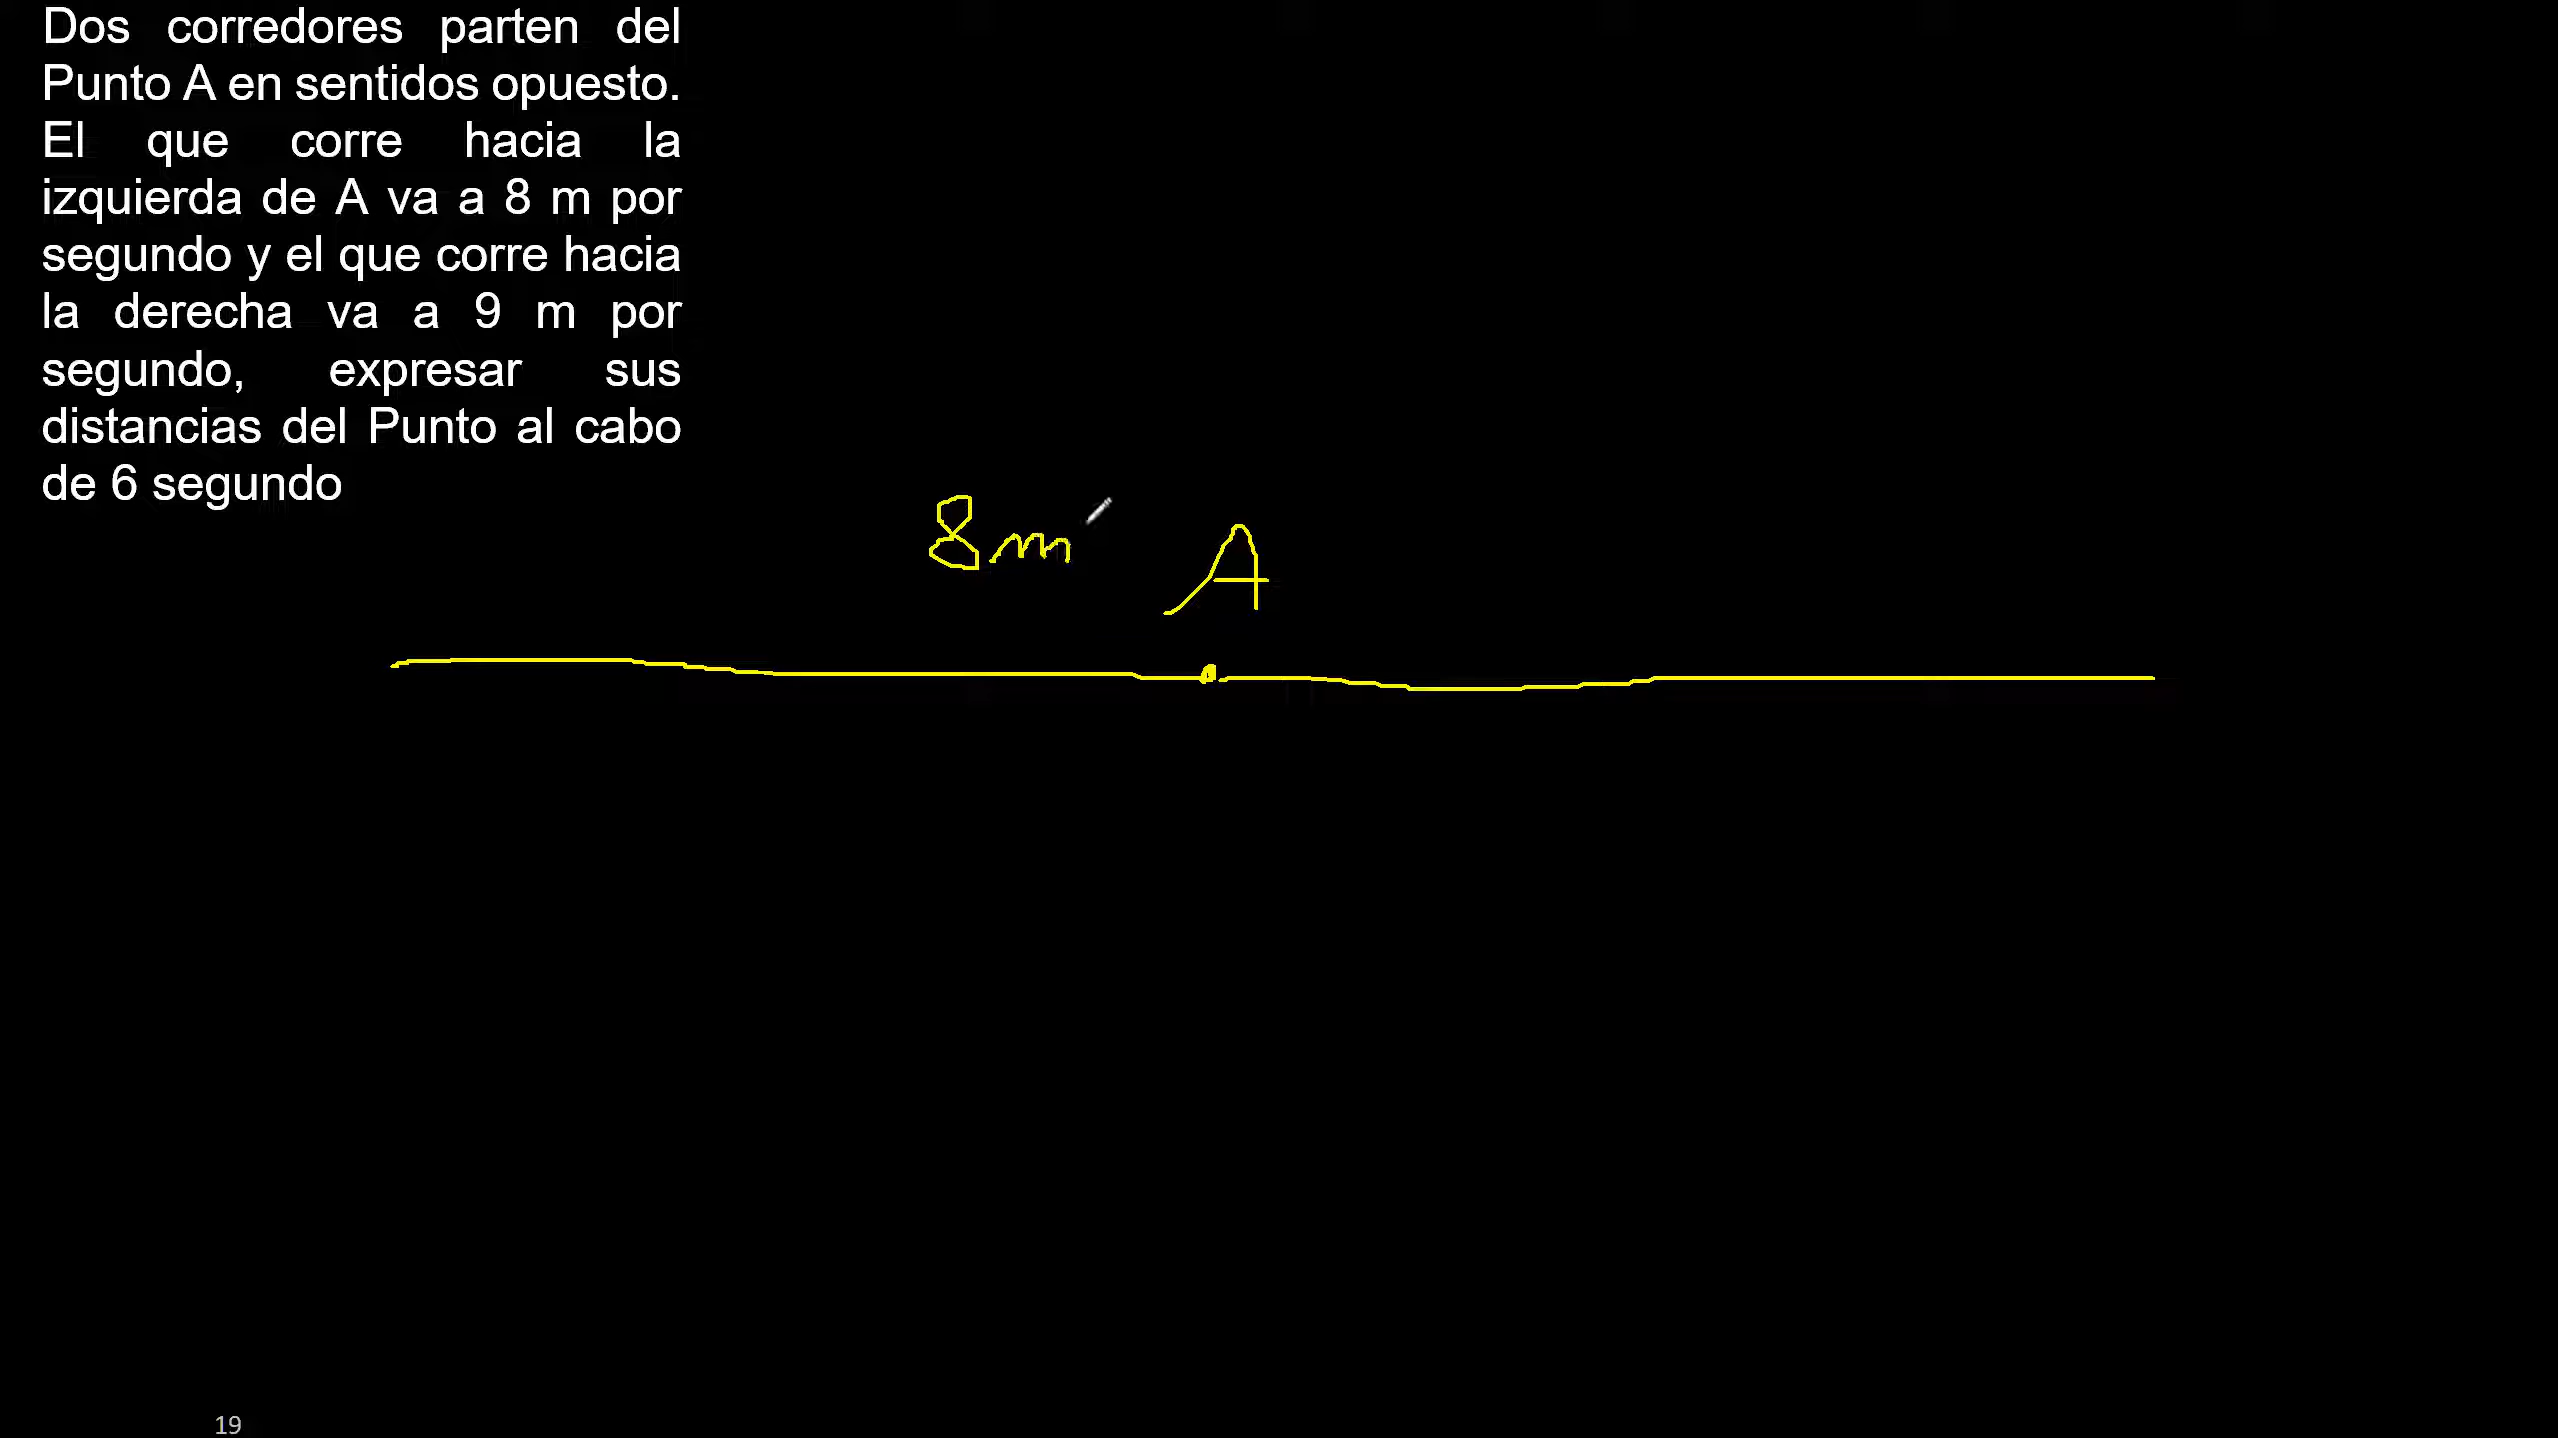 Dos corredores parten del
Punto A en sentidos opuesto.
El que corre hacia la
izquierda de A va a 8 m por
segundo y el que corre hacia
la derecha va a 9 m por
segundo, expresar sus
distancias del Punto al cabo
de 6 segundo
8m
A
19